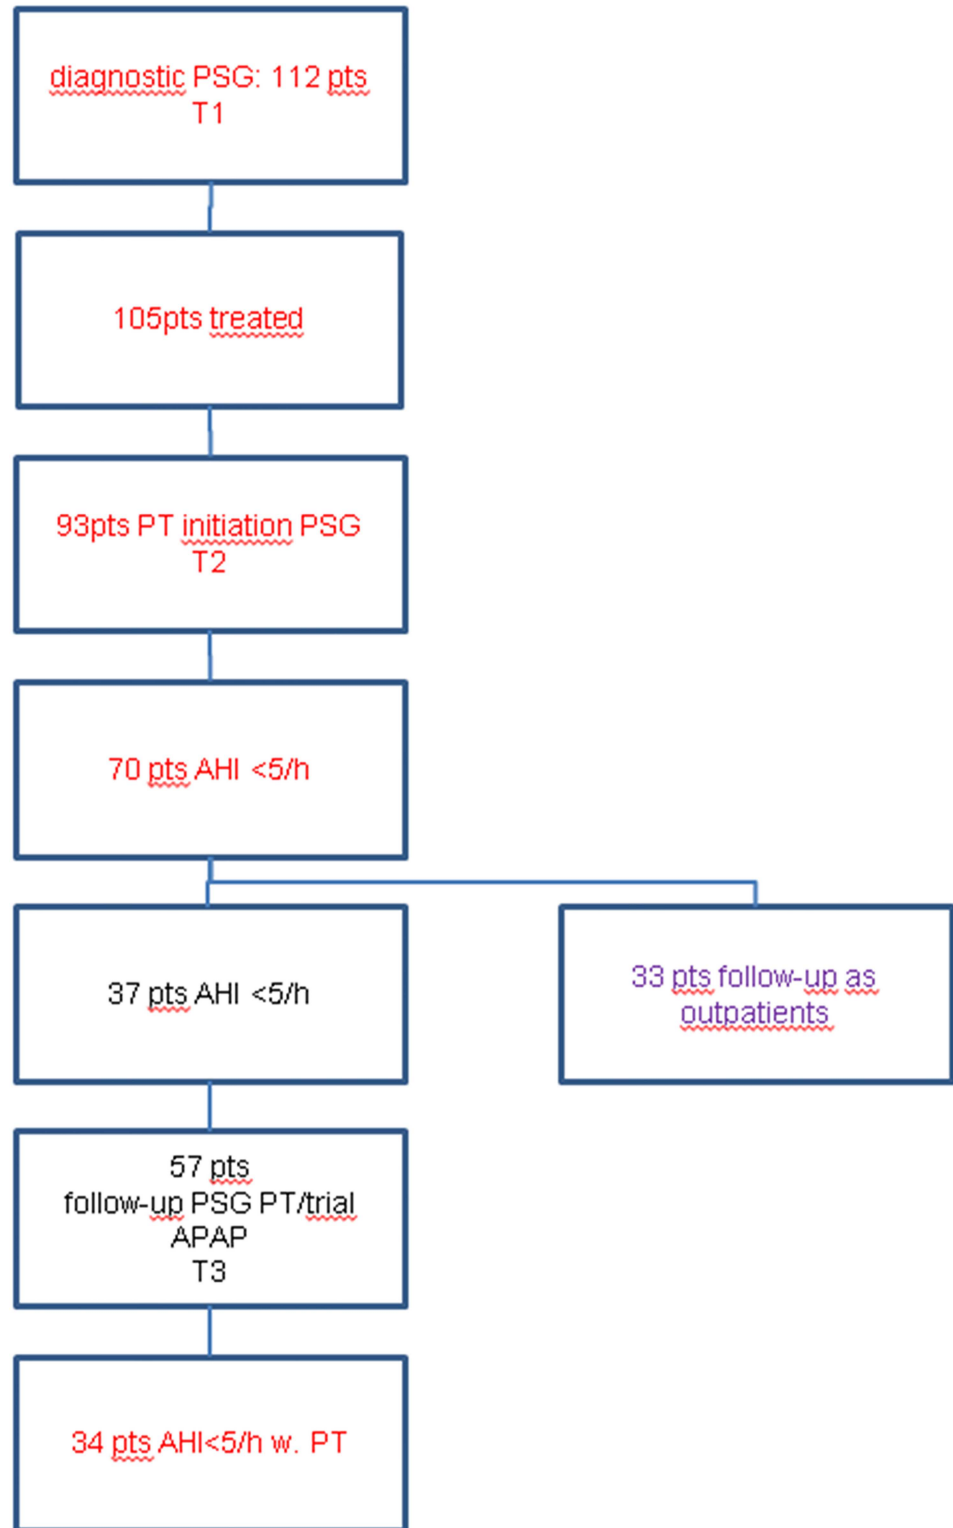 diagnostic PSG: 112 pts
T1
105pts treated
93pts PT initiation PSG
T2
70 pts AHI <5/h
37 pts AHI <5/h
33 pts follow-up as
outpatients
57 pts
follow-up PSG PT/trial
APAP
T3
34 pts AHI<5/h w. PT